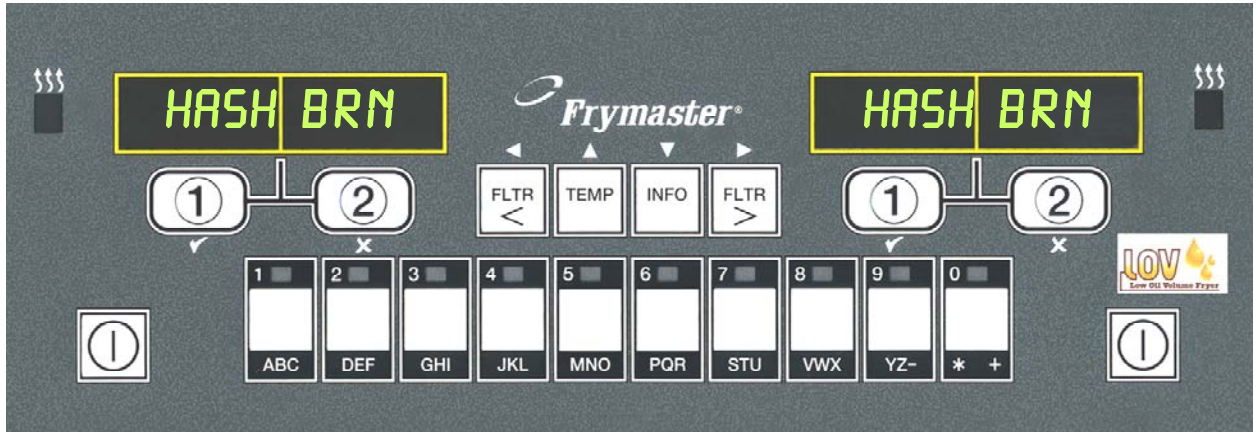 HASH BRN
HASH BRN
Frymaster®
FLTR <
TEMP
INFO
FLTR >
1 2
1 2
1 2 3 4 5 6 7 8 9 0
ABC DEF GHI JKL MNO PQR STU VWX YZ- * +
LOV
Low Oil Volume Fryer